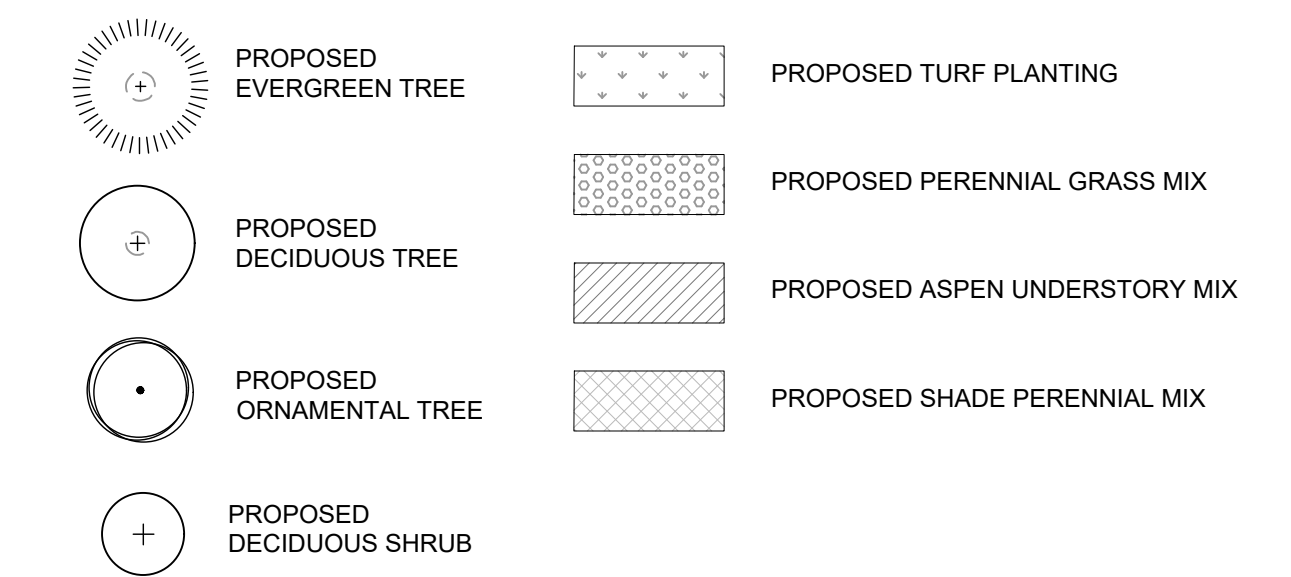 PROPOSED
EVERGREEN TREE
PROPOSED
DECIDUOUS TREE
PROPOSED
ORNAMENTAL TREE
PROPOSED
DECIDUOUS SHRUB
PROPOSED TURF PLANTING
PROPOSED PERENNIAL GRASS MIX
PROPOSED ASPEN UNDERSTORY MIX
PROPOSED SHADE PERENNIAL MIX